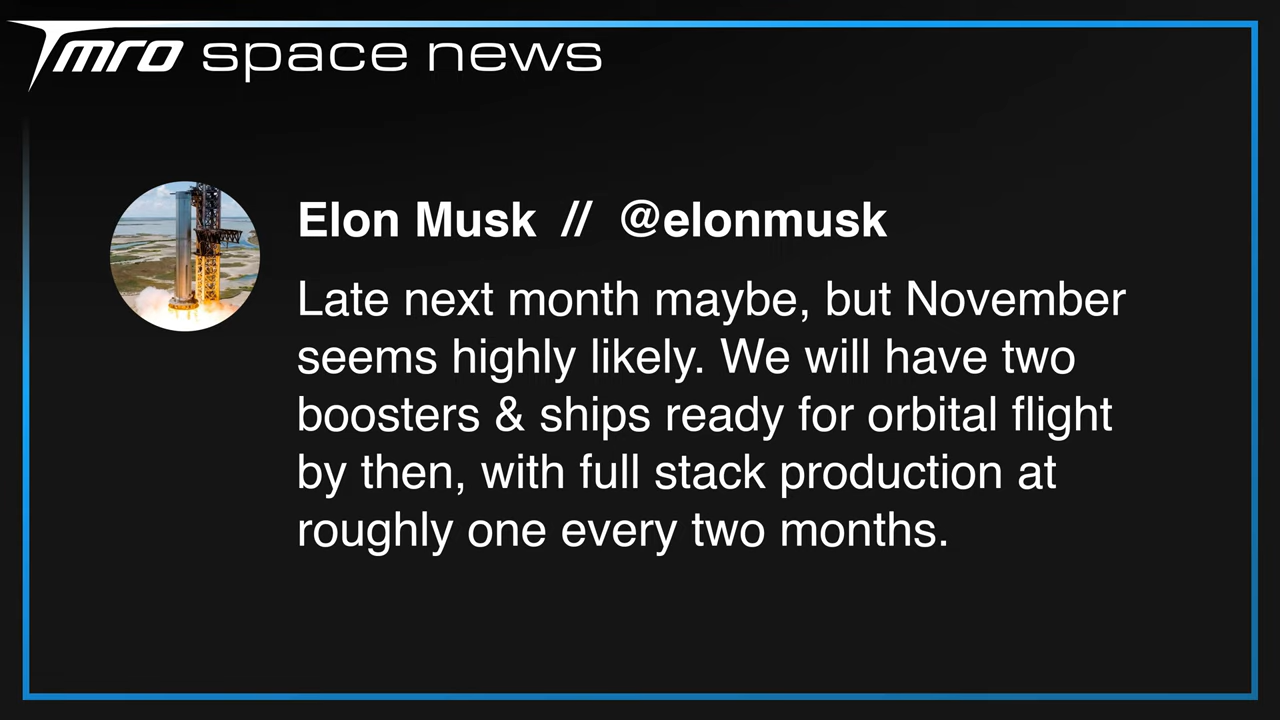 Tmro space news
Elon Musk // @elonmusk
Late next month maybe, but November
seems highly likely. We will have two
boosters & ships ready for orbital flight
by then, with full stack production at
roughly one every two months.